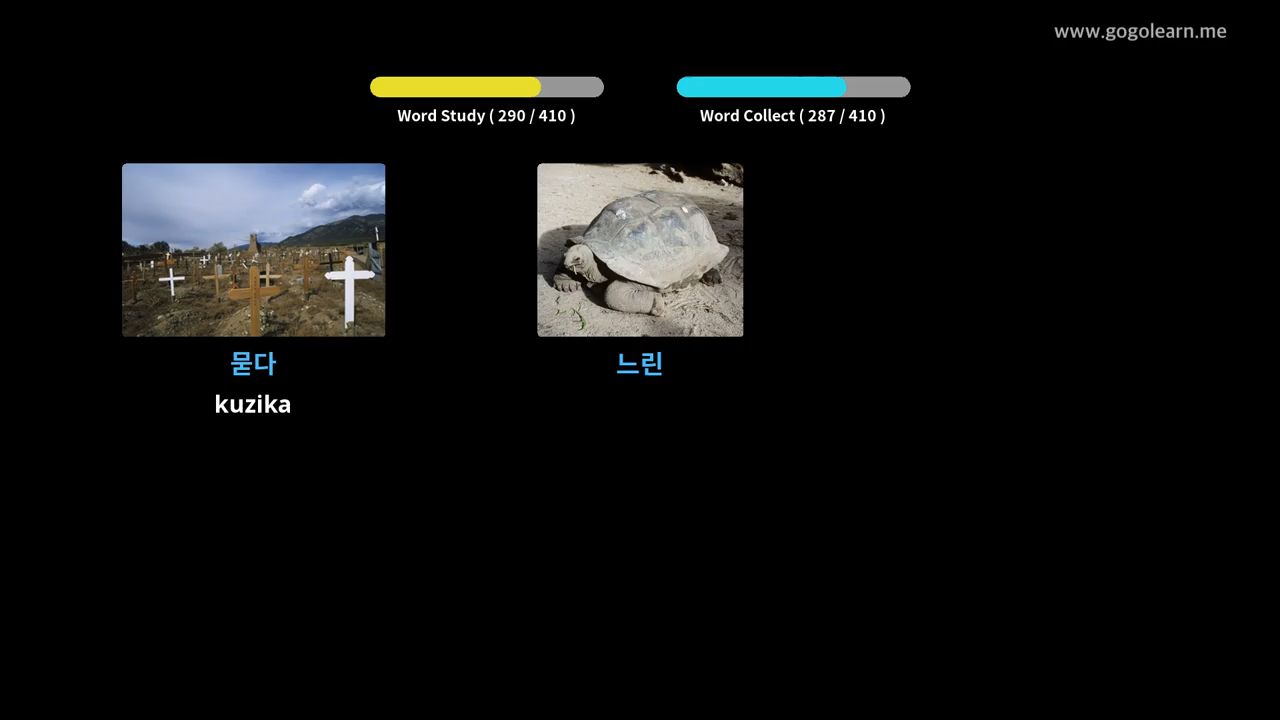 www.gogolearn.me
Word Study ( 290 / 410 )
Word Collect ( 287 / 410 )
묻다
느린
kuzika